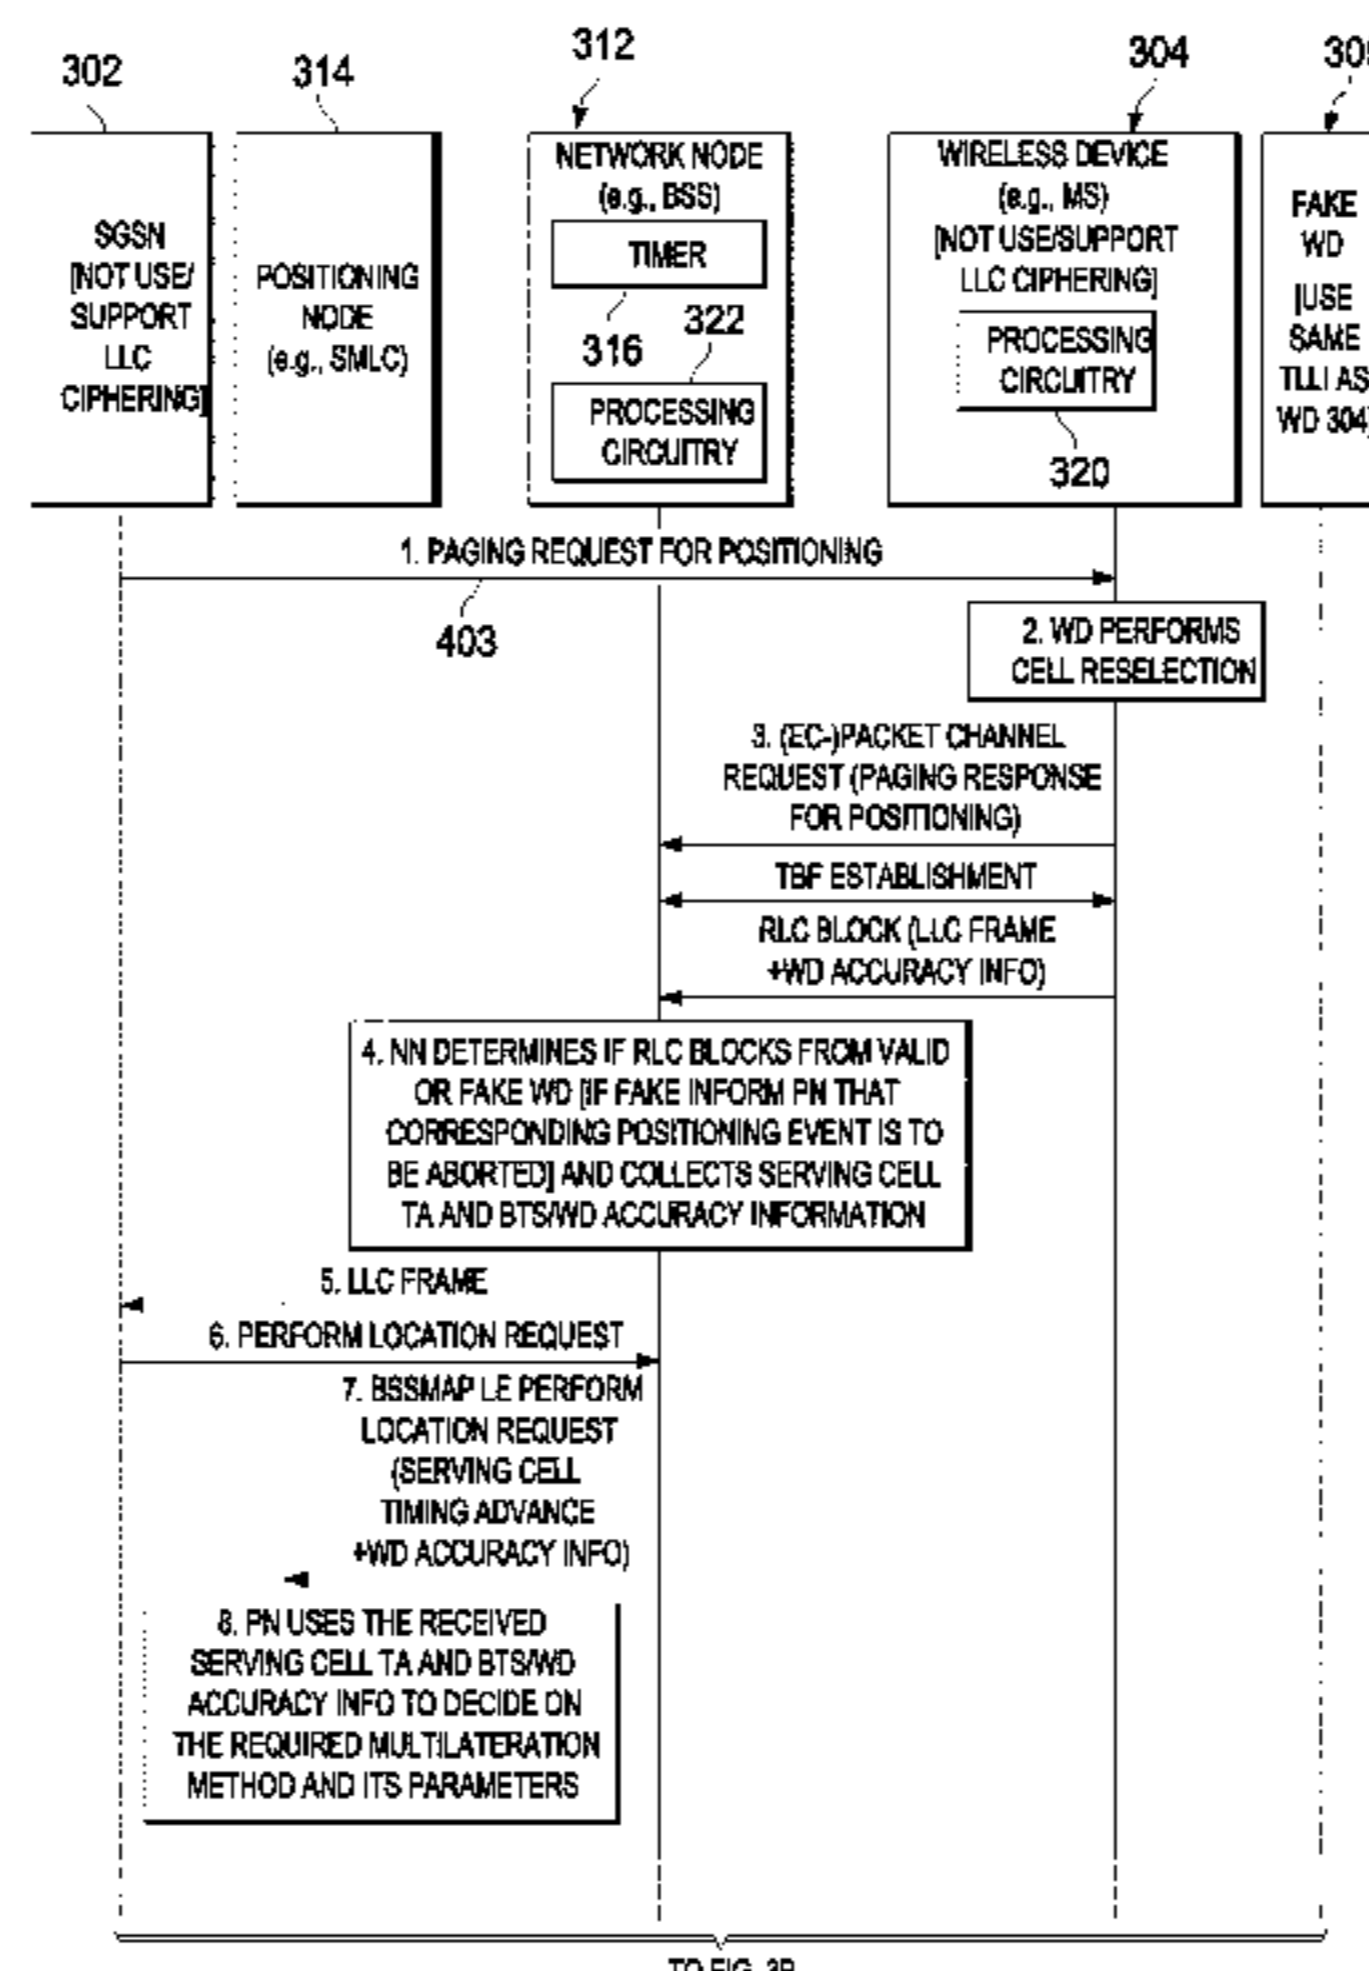 302
314
312
304
SGSN
[NOT USE/
SUPPORT
LLC
CIPHERING]
POSITIONING
NODE
(e.g., SMLC)
NETWORK NODE
(e.g., BSS)
TIMER
316
322
PROCESSING
CIRCUITRY
WIRELESS DEVICE
(e.g., MS)
[NOT USE/SUPPORT
LLC CIPHERING]
PROCESSING
CIRCUITRY
320
FAKE
WD
[USE
SAME
TLLI AS
WD 304]
1. PAGING REQUEST FOR POSITIONING
403
2. WD PERFORMS
CELL RESELECTION
3. (EC-)PACKET CHANNEL
REQUEST (PAGING RESPONSE
FOR POSITIONING)
TBF ESTABLISHMENT
RLC BLOCK (LLC FRAME
+WD ACCURACY INFO)
4. NN DETERMINES IF RLC BLOCKS FROM VALID
OR FAKE WD [IF FAKE INFORM PN THAT
CORRESPONDING POSITIONING EVENT IS TO
BE ABORTED] AND COLLECTS SERVING CELL
TA AND BTS/WD ACCURACY INFORMATION
5. LLC FRAME
6. PERFORM LOCATION REQUEST
7. BSSMAP LE PERFORM
LOCATION REQUEST
(SERVING CELL
TIMING ADVANCE
+WD ACCURACY INFO)
8. PN USES THE RECEIVED
SERVING CELL TA AND BTS/WD
ACCURACY INFO TO DECIDE ON
THE REQUIRED MULTILATERATION
METHOD AND ITS PARAMETERS
TO FIG. 3B